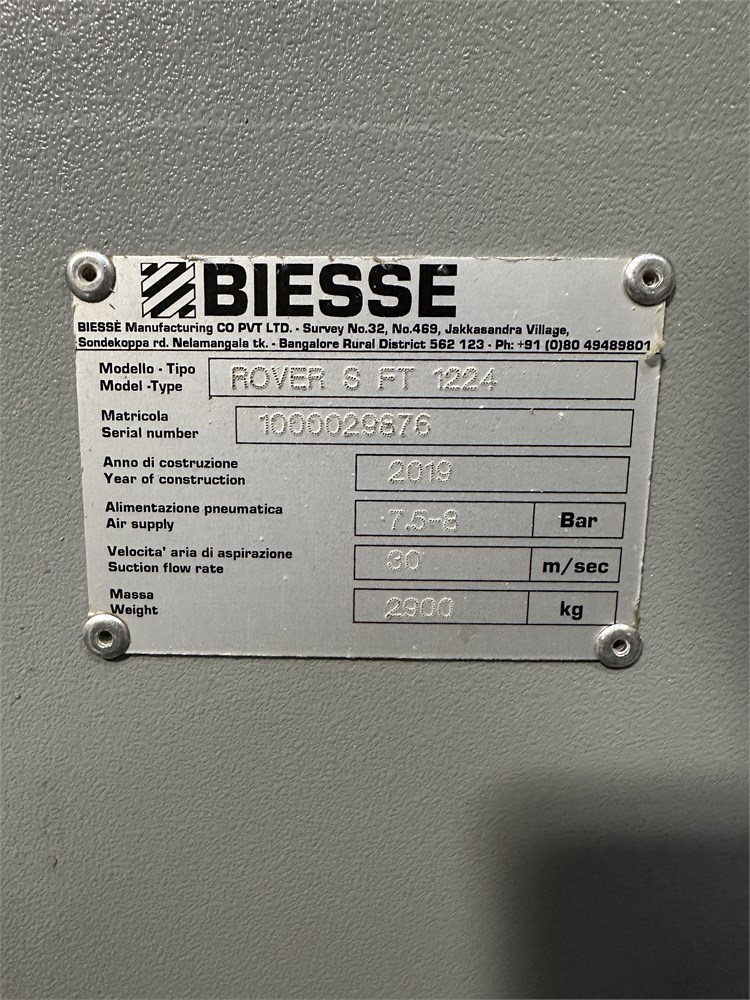 BIESSE
BIESSE Manufacturing CO PVT LTD. - Survey No.32, No.469, Jakkasandra Village,
Sondekoppa rd. Nelamangala tk. - Bangalore Rural District 562 123 - Ph: +91 (0)80 49489801
Modello - Tipo
Model -Type ROVER S FT 1224
Matricola
Serial number 1000029876
Anno di costruzione
Year of construction 2019
Alimentazione pneumatica
Air supply 7.5-8 Bar
Velocita' aria di aspirazione
Suction flow rate 30 m/sec
Massa
Weight 2900 kg